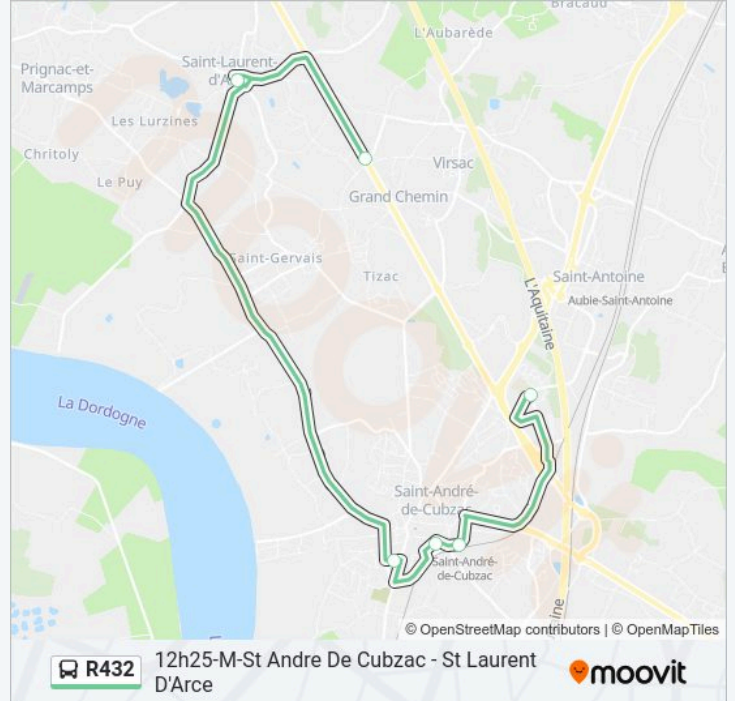 Bracaud
L'Aubarède
Saint-Laurent-
d'A
Prignac-et-
Marcamps
Les Lurzines
Chritoly
Virsac
Le Puy
Grand Chemin
Saint-Gervais
Tizac
Saint-Antoine
Aubie-Saint-Antoine
L'Aquitaine
La Dordogne
Saint-André-
de-Cubzac
Saint-André-
de-Cubzac
ine
© OpenStreetMap contributors | © OpenMapTiles
R432
12h25-M-St Andre De Cubzac - St Laurent
D'Arce
moovit